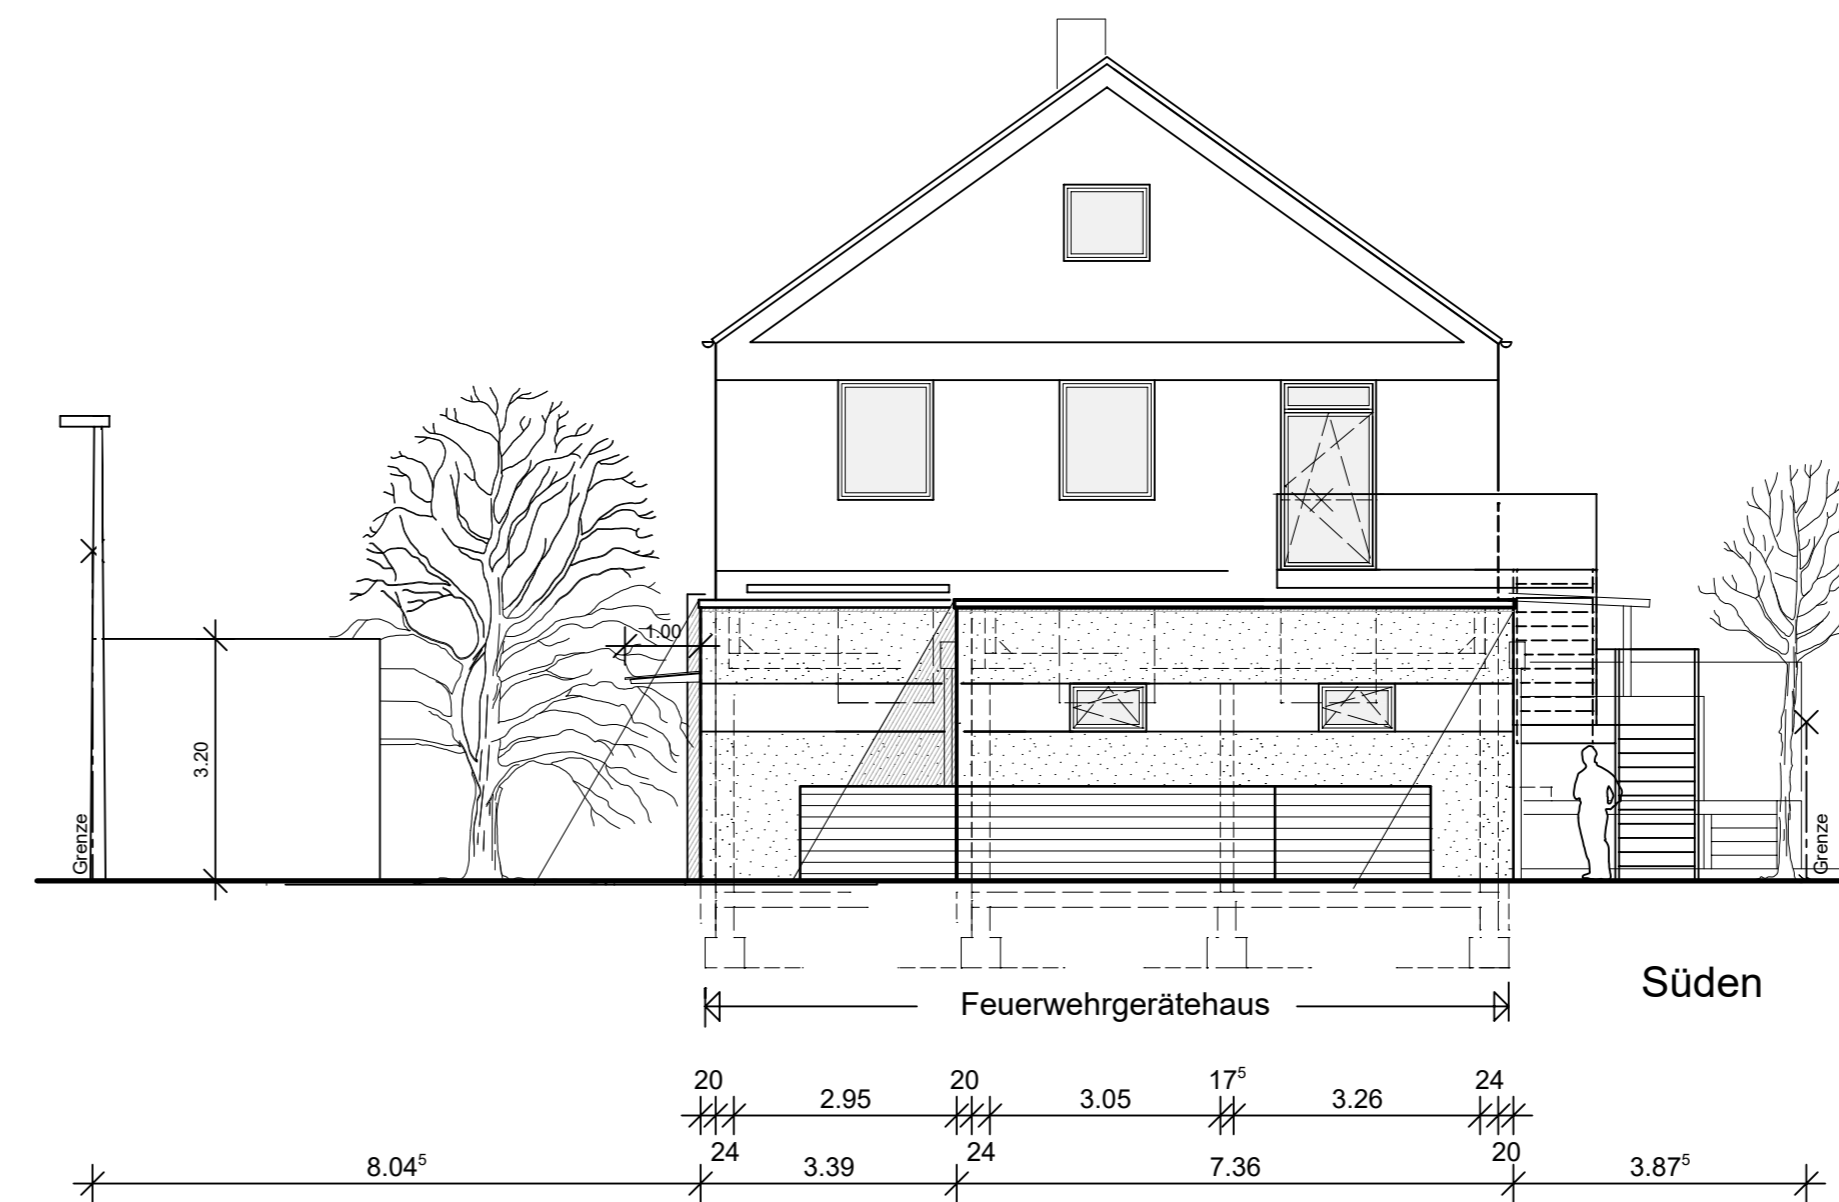 1.00
3.20
Grenze
Grenze
Süden
Feuerwehrgerätehaus
20 20 17⁵ 24
2.95 3.05 3.26
24 24 20
8.04⁵ 3.39 7.36 3.87⁵